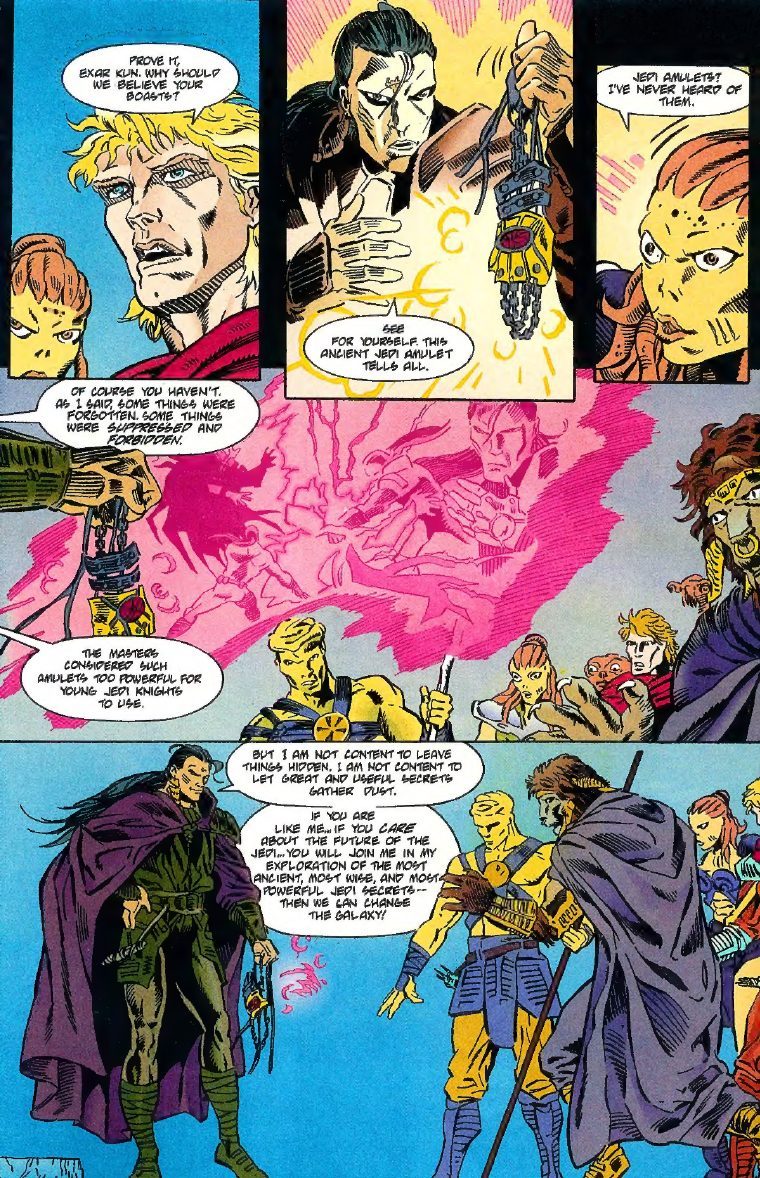 PROVE IT,
EXAR KUN. WHY SHOULD
WE BELIEVE YOUR
BOASTS?
SEE
FOR YOURSELF. THIS
ANCIENT JEDI AMULET
TELLS ALL.
JEDI AMULETS?
I'VE NEVER HEARD OF
THEM.
OF COURSE YOU HAVEN'T.
AS I SAID, SOME THINGS WERE
FORGOTTEN. SOME THINGS
WERE SUPPRESSED AND
FORBIDDEN.
THE MASTERS
CONSIDERED SUCH
AMULETS TOO POWERFUL FOR
YOUNG JEDI KNIGHTS
TO USE.
BUT I AM NOT CONTENT TO LEAVE
THINGS HIDDEN. I AM NOT CONTENT TO
LET GREAT AND USEFUL SECRETS
GATHER DUST.
IF YOU ARE
LIKE ME... IF YOU CARE
ABOUT THE FUTURE OF THE
JEDI... YOU WILL JOIN ME IN MY
EXPLORATION OF THE MOST
ANCIENT, MOST WISE, AND MOST
POWERFUL JEDI SECRETS--
THEN WE CAN CHANGE
THE GALAXY!